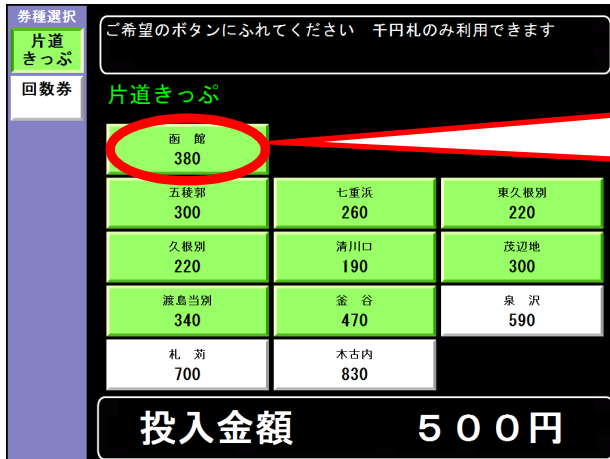 券種選択
片道
きっぷ
回数券
ご希望のボタンにふれてください　千円札のみ利用できます
片道きっぷ
函　館
380
五稜郭
300
七重浜
260
東久根別
220
久根別
220
清川口
190
茂辺地
300
渡島当別
340
釜　谷
470
泉　沢
590
札　苅
700
木古内
830
投入金額　５００円